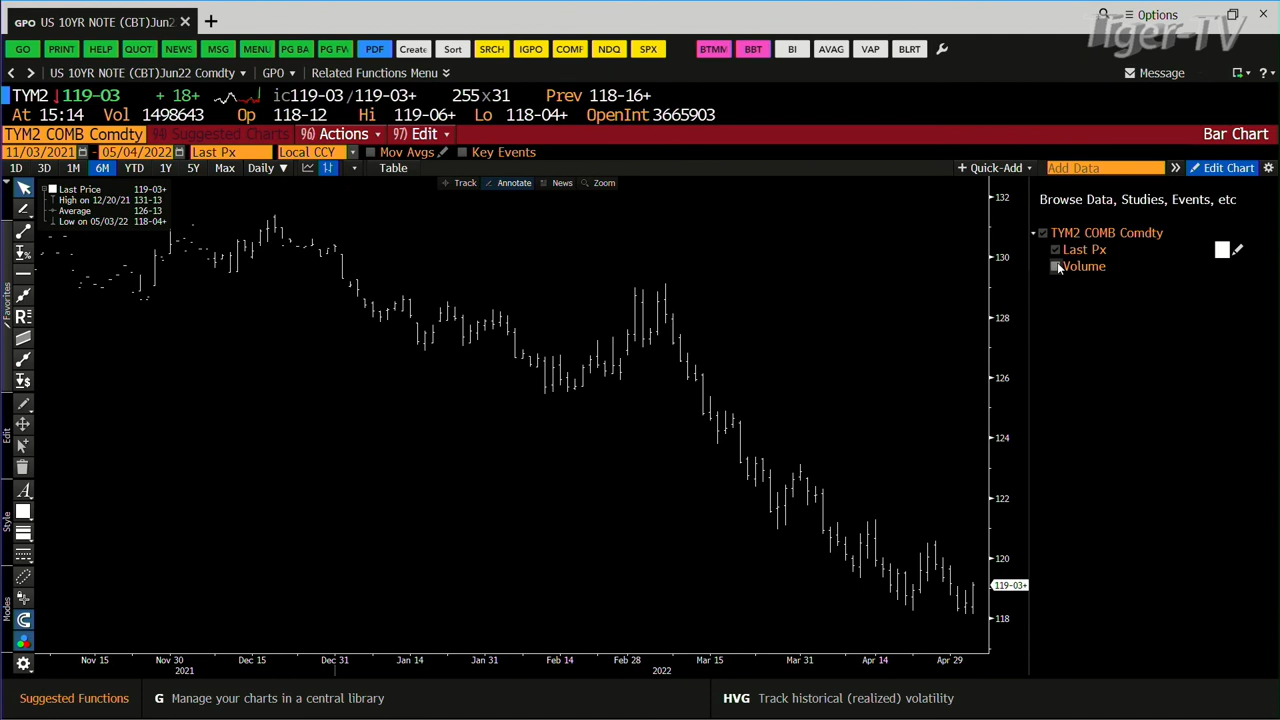 GPO US 10YR NOTE (CBT)Jun2
Options
Tiger-TV
GO PRINT HELP QUOT NEWS MSG MENU PG BA PG FW PDF Create Sort SRCH IGPO COMF NDQ SPX BTMM BBT BI AVAG VAP BLRT
US 10YR NOTE (CBT)Jun22 Comdty GPO Related Functions Menu Message
TYM2 119-03 + 18+ ic119-03 /119-03+ 255x31 Prev 118-16+
At 15:14 Vol 1498643 Op 118-12 Hi 119-06+ Lo 118-04+ OpenInt 3665903
TYM2 COMB Comdty 94) Suggested Charts 96) Actions 97) Edit Bar Chart
11/03/2021 - 05/04/2022 Last Px Local CCY Mov Avgs Key Events
1D 3D 1M 6M YTD 1Y 5Y Max Daily ▼ Table + Quick-Add Add Data Edit Chart
Track Annotate News Zoom
Last Price 119-03+
High on 12/20/21 131-13
Average 126-13
Low on 05/03/22 118-04+
Browse Data, Studies, Events, etc
TYM2 COMB Comdty
Last Px
Volume
132
130
128
126
124
122
120
119-03+
118
Favorites
Edit
Style
Modes
Nov 15 Nov 30 Dec 15 Dec 31 Jan 14 Jan 31 Feb 14 Feb 28 Mar 15 Mar 31 Apr 14 Apr 29
2021 2022
Suggested Functions G Manage your charts in a central library HVG Track historical (realized) volatility